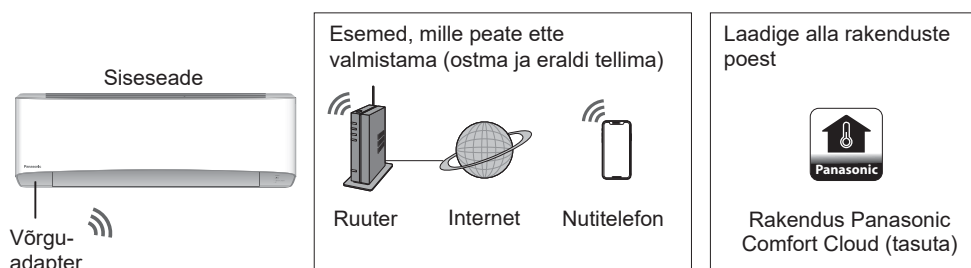 Siseseade
Panasonic
Võrgu-
adapter
Esemed, mille peate ette
valmistama (ostma ja eraldi tellima)
Ruuter
Internet
Nutitelefon
Laadige alla rakenduste
poest
Panasonic
Rakendus Panasonic
Comfort Cloud (tasuta)